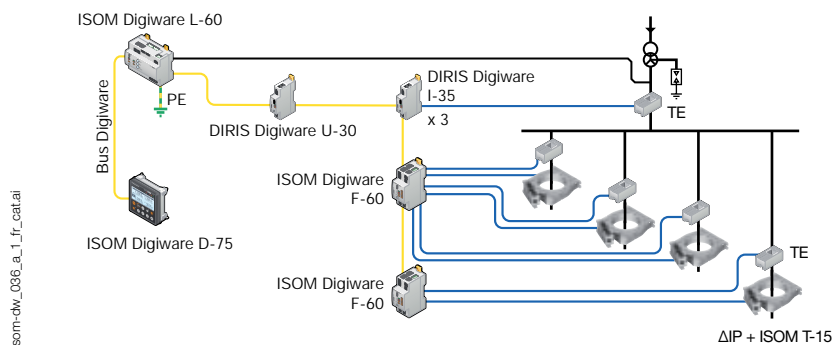 ISOM Digiware L-60
Bus Digiware
PE
DIRIS Digiware U-30
DIRIS Digiware
I-35
x 3
TE
ISOM Digiware
F-60
ISOM Digiware D-75
ISOM Digiware
F-60
TE
ΔIP + ISOM T-15
som-dw_036_a_1_fr_cat.ai